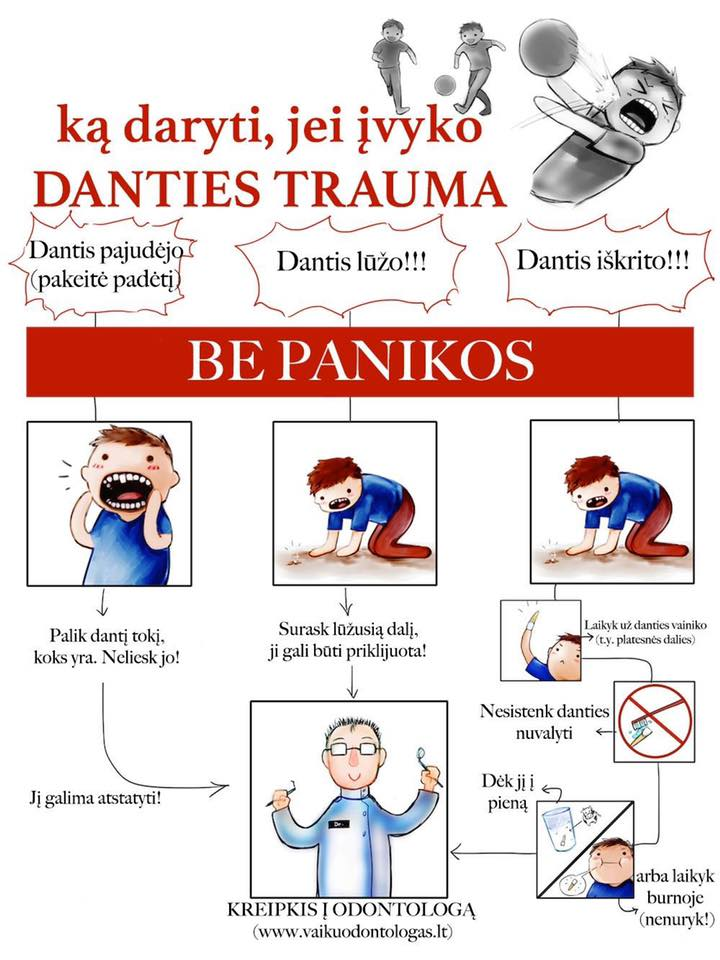 ką daryti, jei įvyko
DANTIES TRAUMA
Dantis pajudėjo
(pakeitė padėtį)
Dantis lūžo!!!
Dantis iškrito!!!
BE PANIKOS
Palik dantį tokį,
koks yra. Neliesk jo!
Jį galima atstatyti!
Surask lūžusią dalį,
ji gali būti priklijuota!
Laikyk už danties vainiko
(t.y. platesnės dalies)
Nesistenk danties
nuvalyti
Dėk jį į
pieną
arba laikyk
burnoje
(nenuryk!)
Dr.
KREIPKIS Į ODONTOLOGĄ
(www.vaikuodontologas.lt)